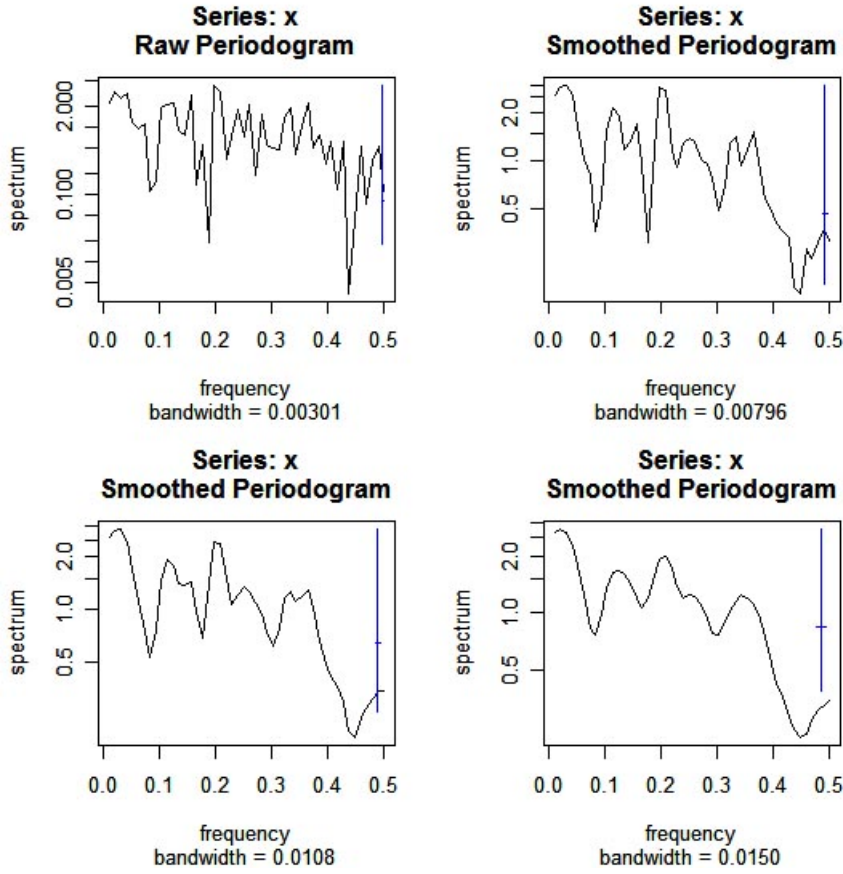 Series: x
Raw Periodogram
spectrum
2.000
0.100
0.005
0.0 0.1 0.2 0.3 0.4 0.5
frequency
bandwidth = 0.00301
Series: x
Smoothed Periodogram
spectrum
2.0
1.0
0.5
0.0 0.1 0.2 0.3 0.4 0.5
frequency
bandwidth = 0.00796
Series: x
Smoothed Periodogram
spectrum
2.0
1.0
0.5
0.0 0.1 0.2 0.3 0.4 0.5
frequency
bandwidth = 0.0108
Series: x
Smoothed Periodogram
spectrum
2.0
1.0
0.5
0.0 0.1 0.2 0.3 0.4 0.5
frequency
bandwidth = 0.0150